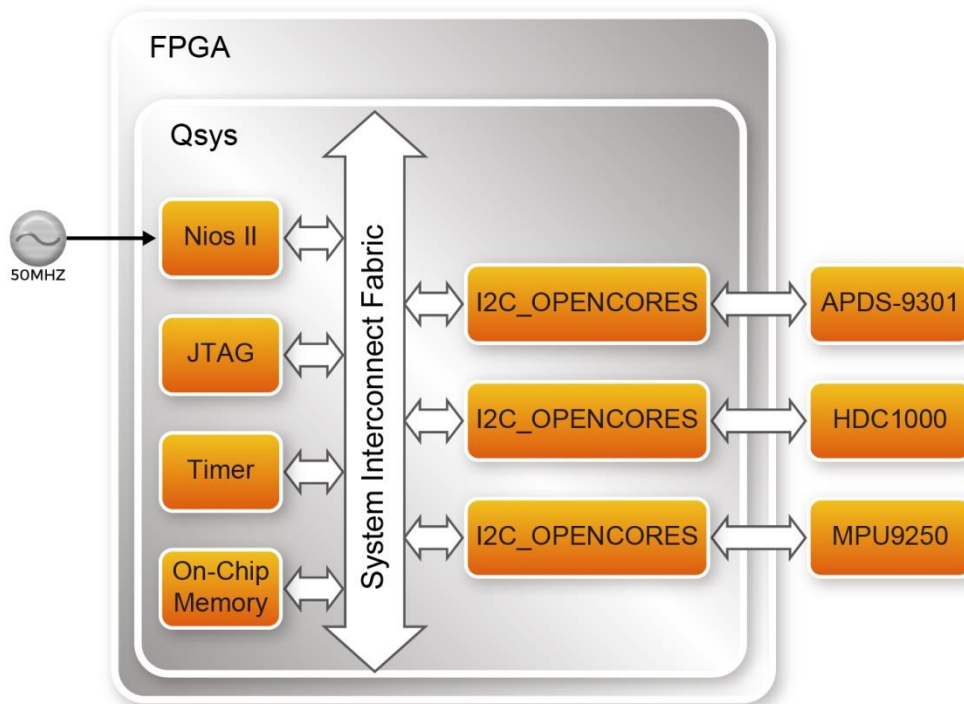 FPGA
Qsys
50MHZ
Nios II
JTAG
Timer
On-Chip
Memory
System Interconnect Fabric
I2C_OPENCORES
APDS-9301
I2C_OPENCORES
HDC1000
I2C_OPENCORES
MPU9250